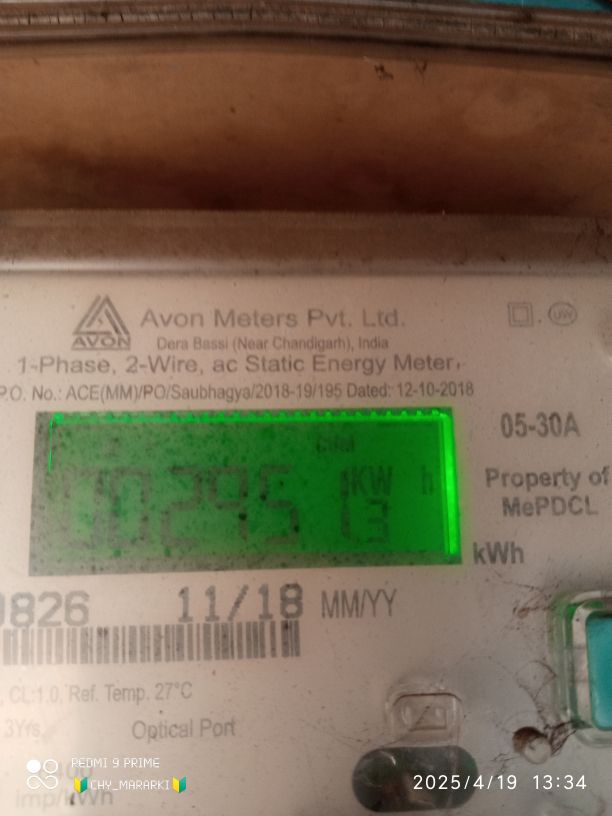 AVON
Avon Meters Pvt. Ltd.
UW
Dera Bassi (Near Chandigarh), India
1-Phase, 2-Wire, ac Static Energy Meter
P.O. No.: ACE(MM)/PO/Saubhagya/2018-19/195 Dated: 12-10-2018
05-30A
CUM
KW h
Property of
MePDCL
kWh
9826 11/18 MM/YY
, CL:1.0, Ref. Temp. 27°C
3Yrs. Optical Port
imp/kWh
REDMI 9 PRIME
CHY_MARARKI
2025/4/19 13:34